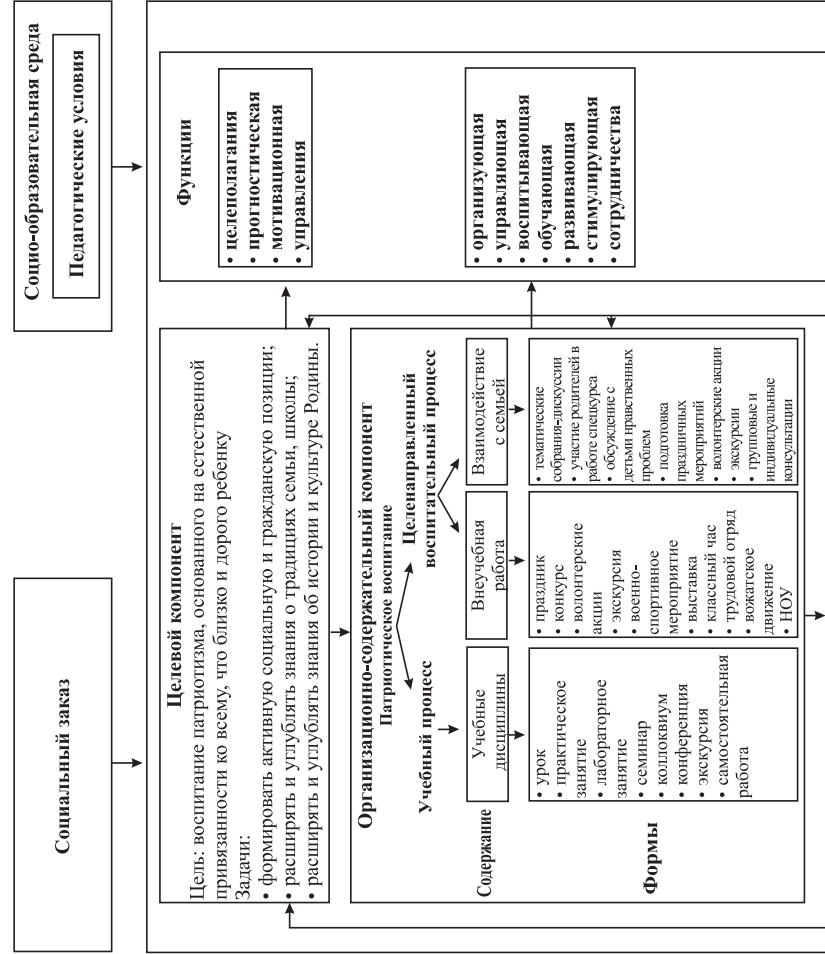 Социальный заказ
Социо-образовательная среда
Педагогические условия
Целевой компонент
Цель: воспитание патриотизма, основанного на естественной
привязанности ко всему, что близко и дорого ребенку
Задачи:
• формировать активную социальную и гражданскую позиции;
• расширять и углублять знания о традициях семьи, школы;
• расширять и углублять знания об истории и культуре Родины.
Функции
• целеполагания
• прогностическая
• мотивационная
• управления
Организационно-содержательный компонент
Патриотическое воспитание
Учебный процесс
Целенаправленный
воспитательный процесс
Содержание
Учебные
дисциплины
Внеучебная
работа
Взаимодействие
с семьей
Формы
• урок
• практическое
занятие
• лабораторное
занятие
• семинар
• коллоквиум
• конференция
• экскурсия
• самостоятельная
работа
• праздник
• конкурс
• волонтерские
акции
• экскурсия
• военно-
спортивное
мероприятие
• выставка
• классный час
• трудовой отряд
• вожатское
движение
• НОУ
• тематические
собрания-дискуссии
• участие родителей в
работе спецкурса
• обсуждение с
детьми нравственных
проблем
• подготовка
праздничных
мероприятий
• волонтерские акции
• экскурсии
• групповые и
индивидуальные
консультации
• организующая
• управляющая
• воспитывающая
• обучающая
• развивающая
• стимулирующая
• сотрудничества